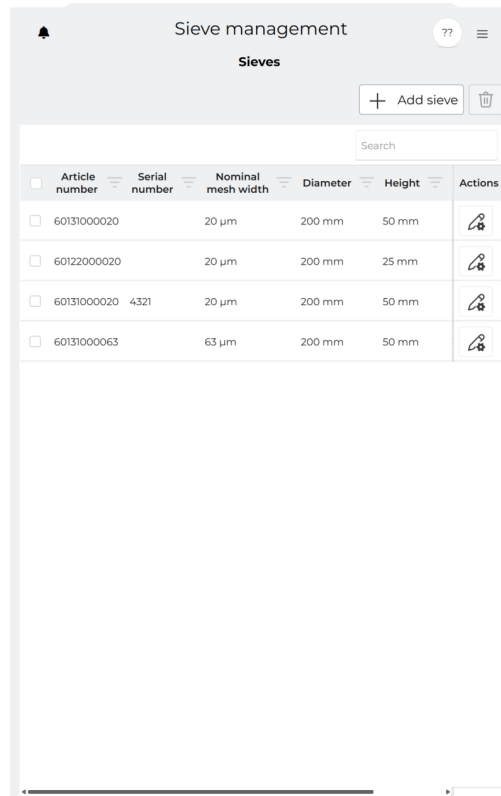 Sieve management
??
Sieves
Add sieve
Search
Article number Serial number Nominal mesh width Diameter Height Actions
60131000020 20 µm 200 mm 50 mm
60122000020 20 µm 200 mm 25 mm
60131000020 4321 20 µm 200 mm 50 mm
60131000063 63 µm 200 mm 50 mm